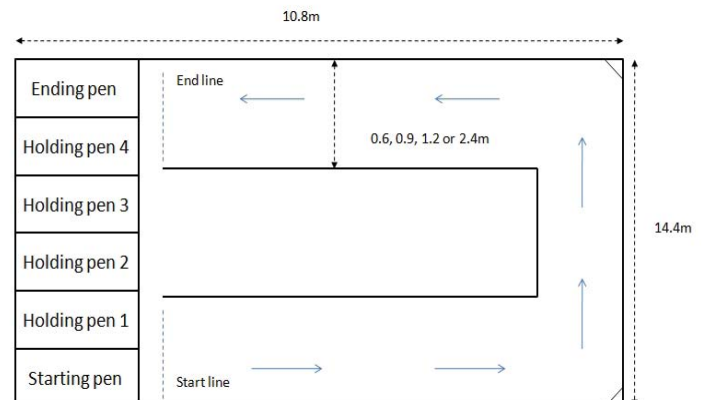 10.8m
Ending pen
End line
Holding pen 4
0.6, 0.9, 1.2 or 2.4m
Holding pen 3
14.4m
Holding pen 2
Holding pen 1
Starting pen
Start line